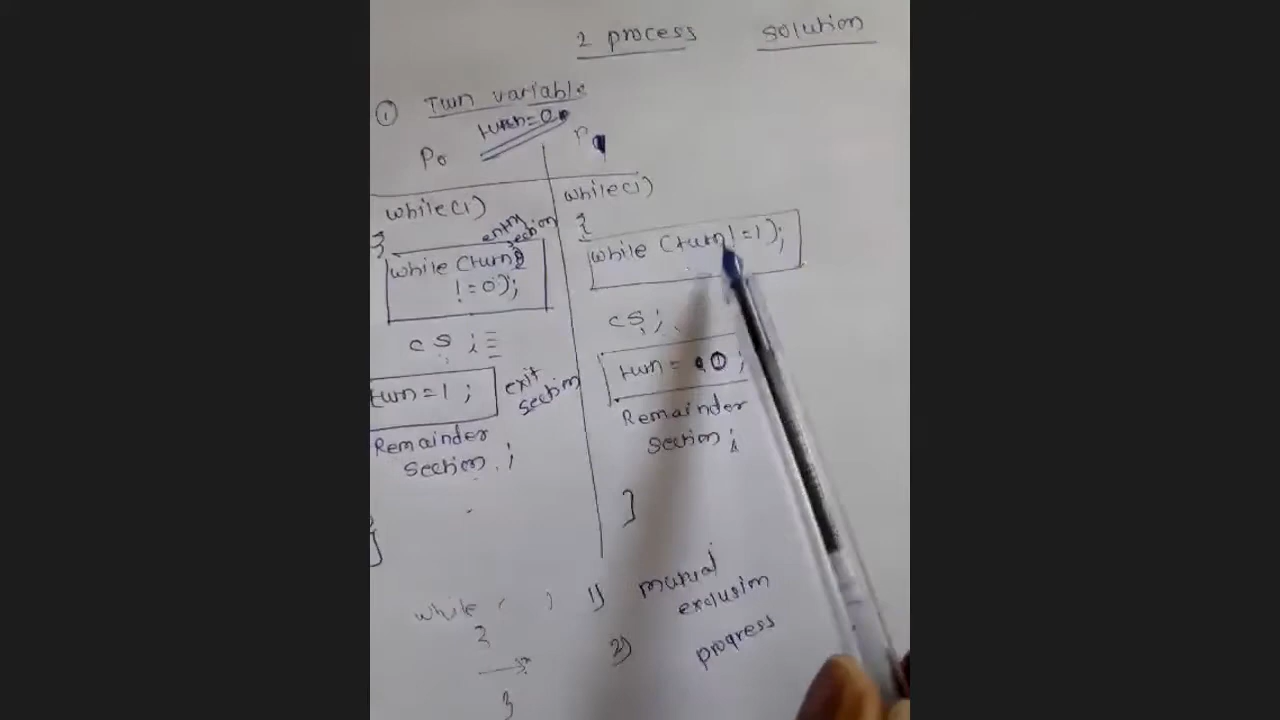 2 process solution
① Turn variable
turn=0
P0
while(1)
{
entry section
while (turn
!=0);
cs;
turn=1;
exit section
Remainder
section;
}
while(1)
{
while (turn!=1);
cs;
turn = 0;
Remainder
section;
}
while ( )
{
}
1) mutual
exclusion
2) progress